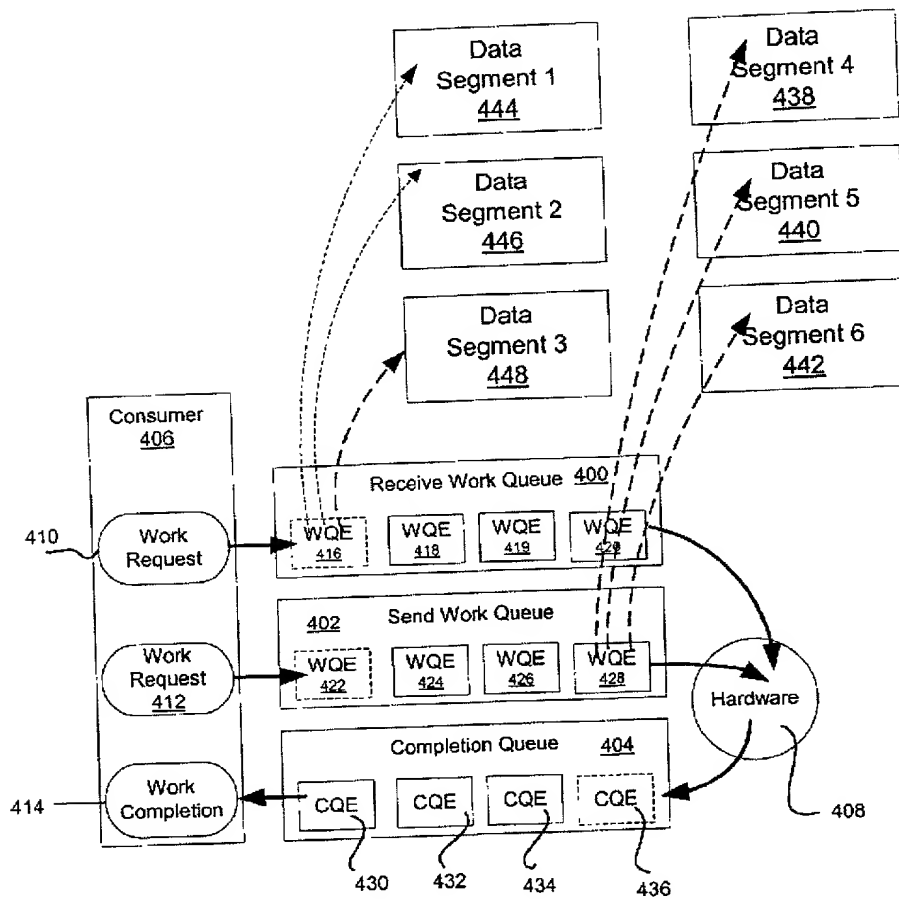 Data
Segment 1
444
Data
Segment 4
438
Data
Segment 2
446
Data
Segment 5
440
Data
Segment 3
448
Data
Segment 6
442
Consumer
406
Receive Work Queue 400
410
Work
Request
WQE
416
WQE
418
WQE
419
WQE
420
402 Send Work Queue
Work
Request
412
WQE
422
WQE
424
WQE
426
WQE
428
Hardware
Completion Queue 404
414
Work
Completion
CQE
CQE
CQE
CQE
408
430
432
434
436